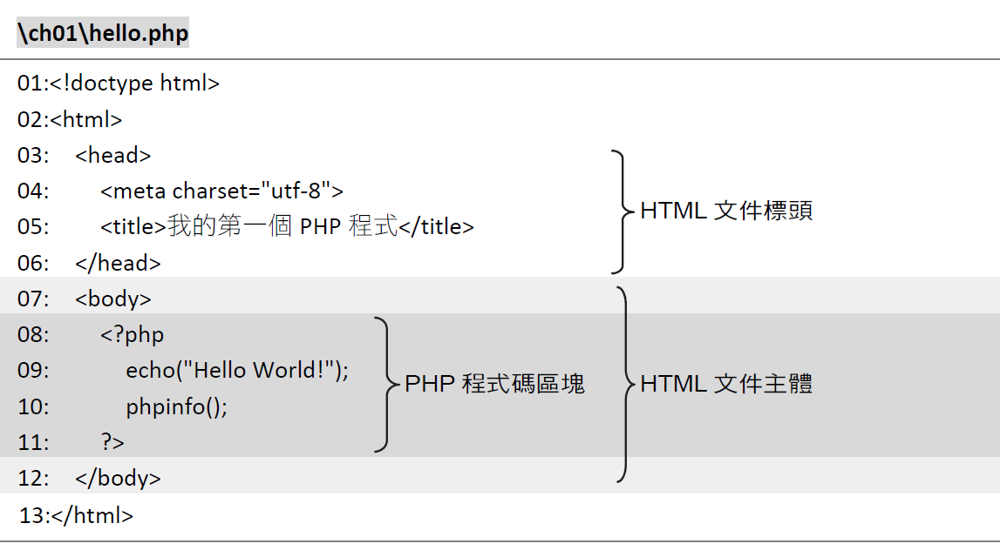 \ch01\hello.php
01:<!doctype html>
02:<html>
03: <head>
04: <meta charset="utf-8">
05: <title>我的第一個 PHP 程式</title>
06: </head>
HTML 文件標頭
07: <body>
08: <?php
09: echo("Hello World!");
10: phpinfo();
11: ?>
PHP 程式碼區塊
12: </body>
HTML 文件主體
13:</html>